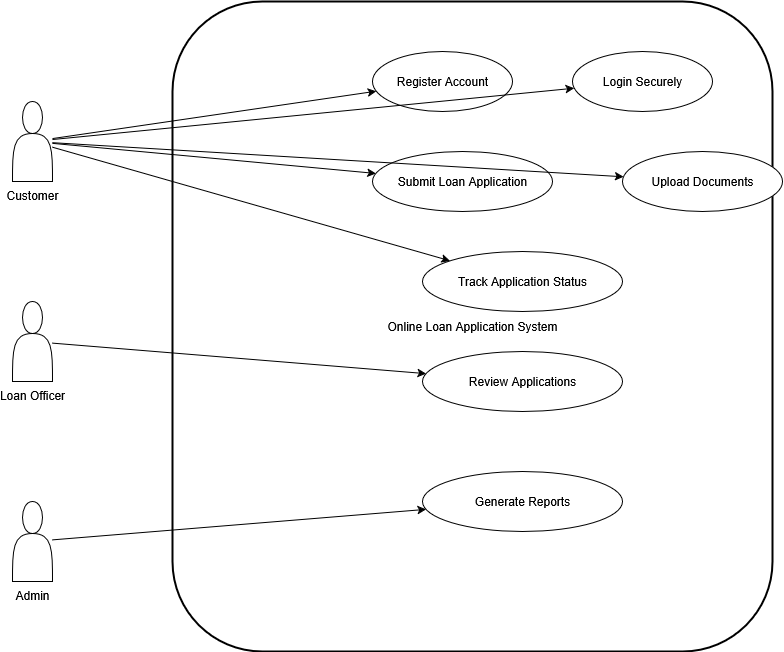 Register Account
Login Securely
Customer
Submit Loan Application
Upload Documents
Track Application Status
Online Loan Application System
Loan Officer
Review Applications
Generate Reports
Admin